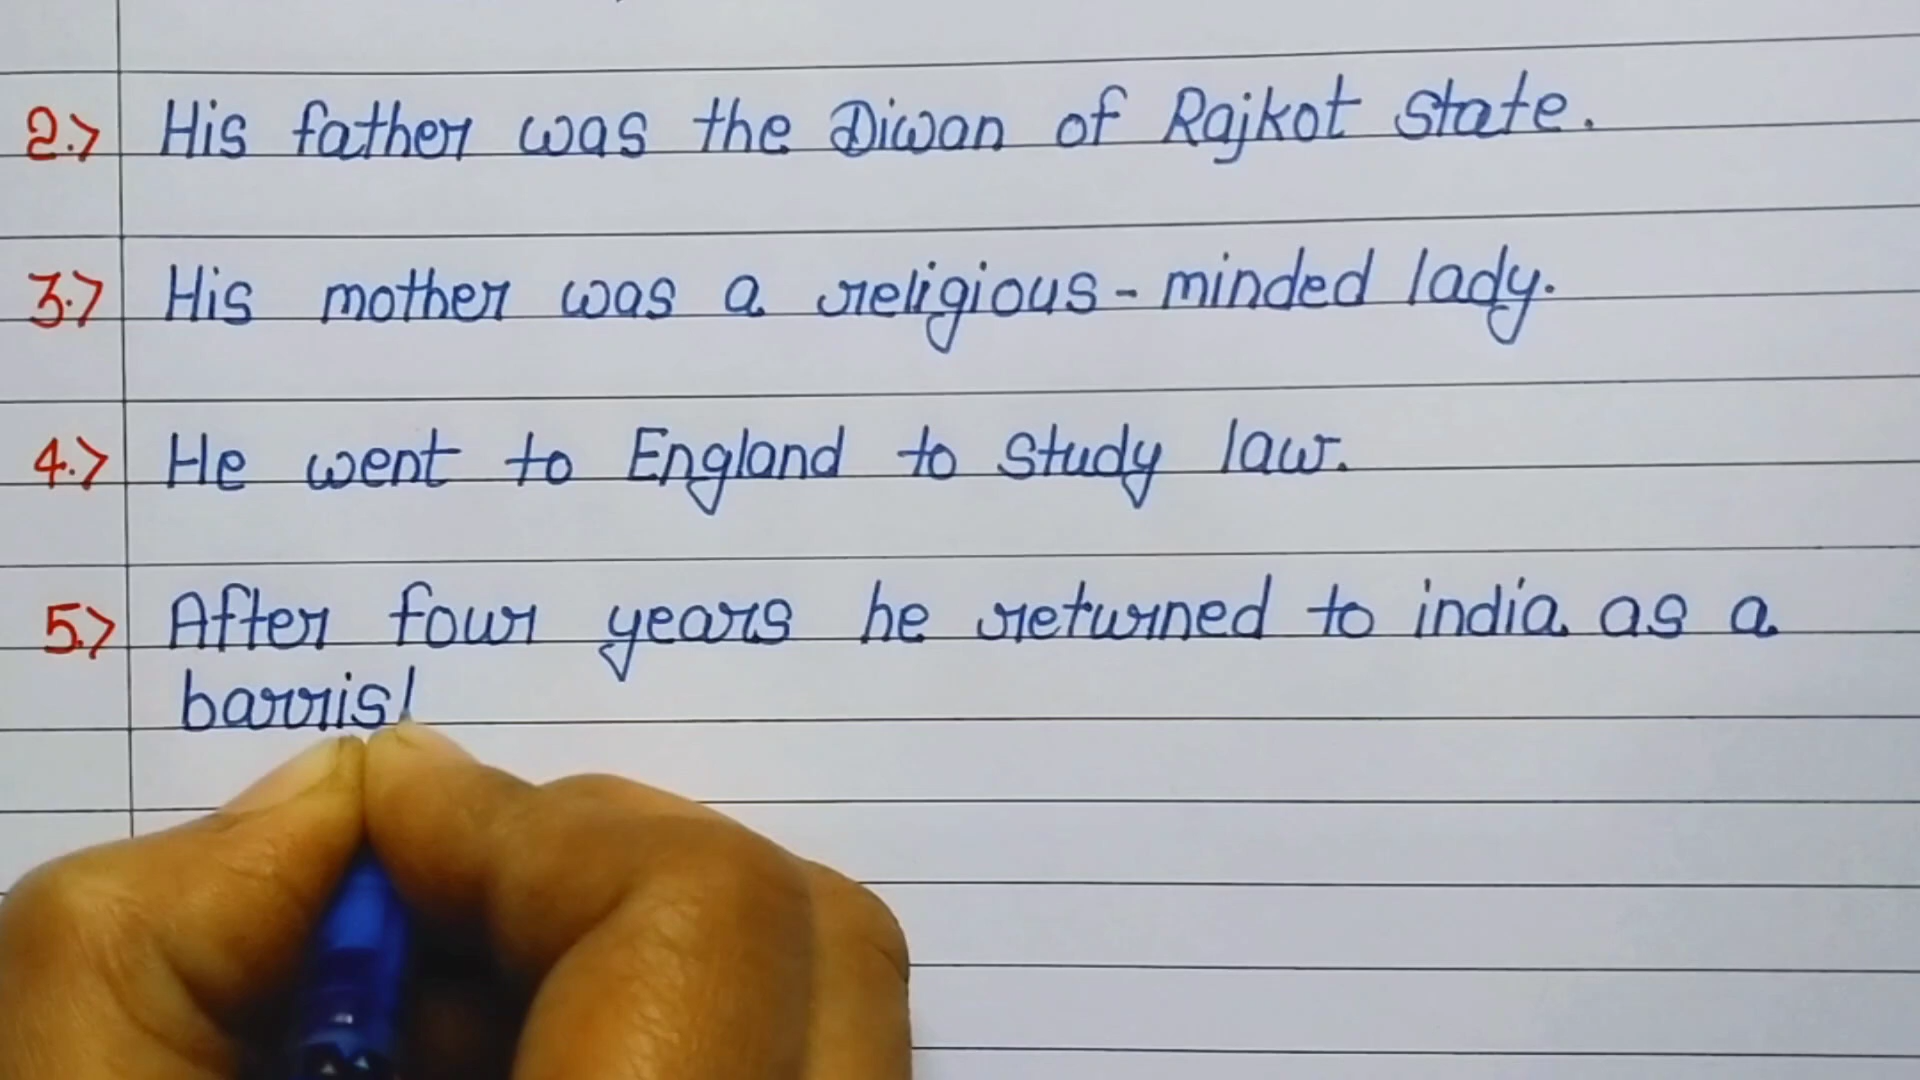 2.> His father was the Diwan of Rajkot State.
3.> His mother was a religious-minded lady.
4.> He went to England to study law.
5.> After four years he returned to india as a
barris